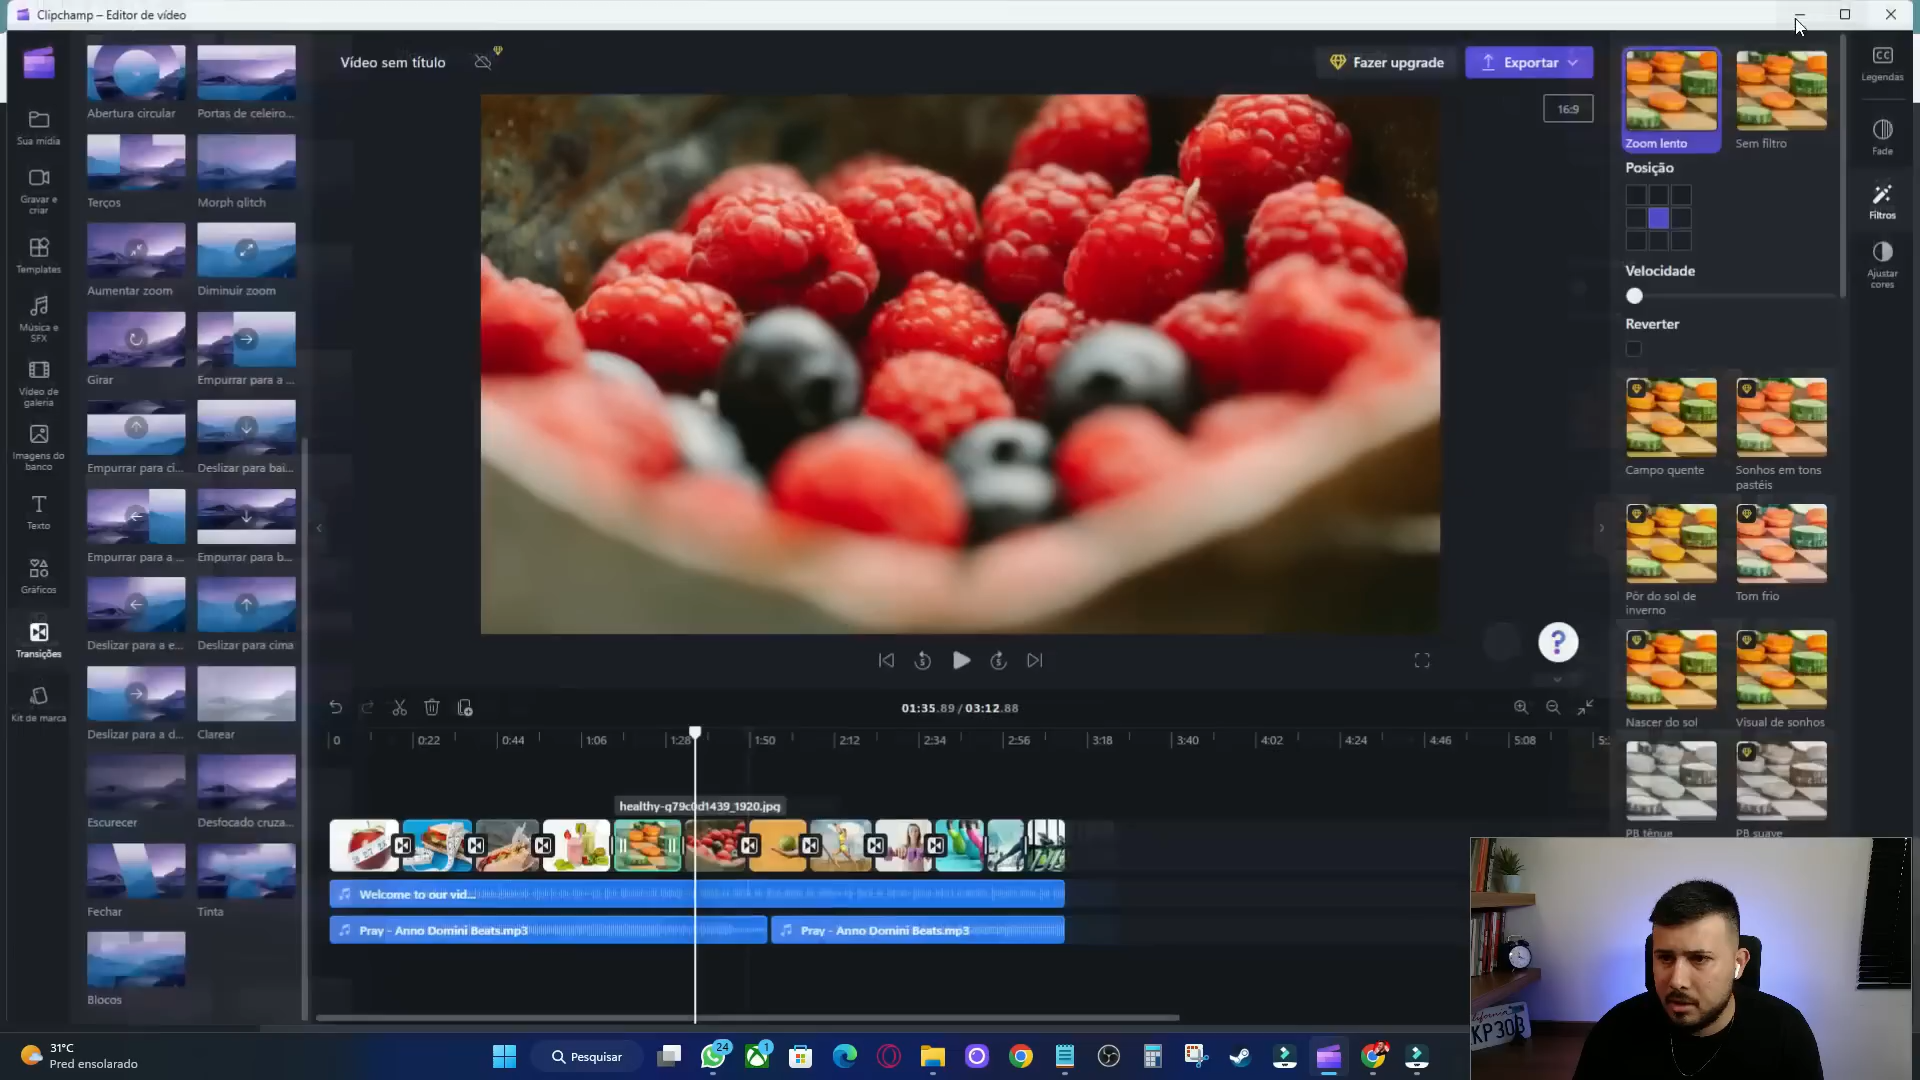 Clipchamp – Editor de vídeo
Vídeo sem título
Fazer upgrade
Exportar
16:9
Sua mídia
Gravar e
criar
Templates
Música e
SFX
Vídeo de
galeria
Imagens do
banco
Texto
Gráficos
Transições
Kit de marca
Abertura circular
Portas de celeiro...
Terços
Morph glitch
Aumentar zoom
Diminuir zoom
Girar
Empurrar para a ...
Empurrar para ci...
Deslizar para bai...
Empurrar para a ...
Empurrar para b...
Deslizar para a e...
Deslizar para cima
Deslizar para a d...
Clarear
Escurecer
Desfocado cruza...
Fechar
Tinta
Blocos
Zoom lento
Sem filtro
Posição
Velocidade
Reverter
Campo quente
Sonhos em tons
pastéis
Pôr do sol de
inverno
Tom frio
Nascer do sol
Visual de sonhos
PB tênue
PB suave
CC
Legendas
Fade
Filtros
Ajustar
cores
5
5
?
01:35.89 / 03:12.88
0
0:22
0:44
1:06
1:28
1:50
2:12
2:34
2:56
3:18
3:40
4:02
4:24
4:46
5:08
healthy-g79c0d1439_1920.jpg
Welcome to our vid...
Pray - Anno Domini Beats.mp3
Pray - Anno Domini Beats.mp3
31°C
Pred ensolarado
Pesquisar
24
1